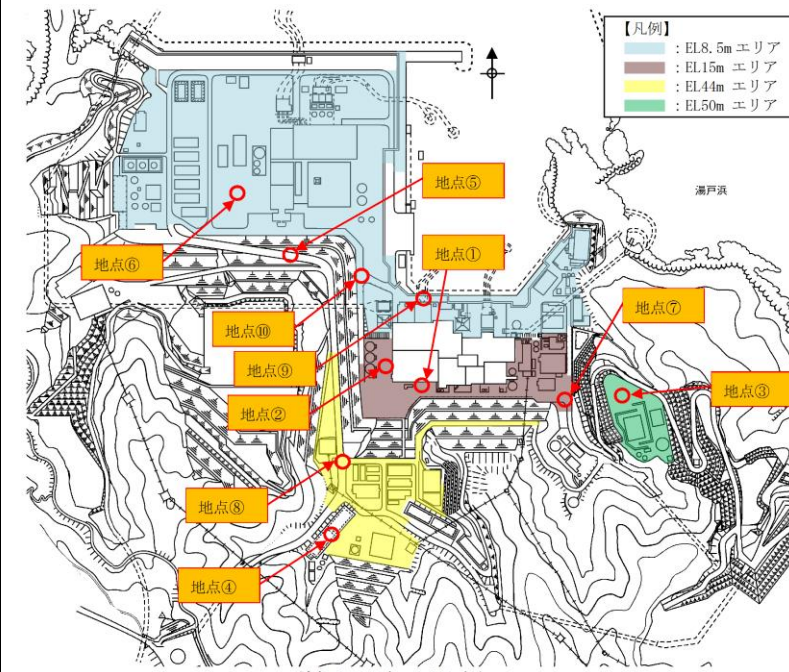 【凡例】
：EL8.5m エリア
：EL15m エリア
：EL44m エリア
：EL50m エリア
湯戸浜
地点⑤
地点①
地点⑥
地点⑦
地点⑩
地点⑨
地点②
地点③
地点⑧
地点④